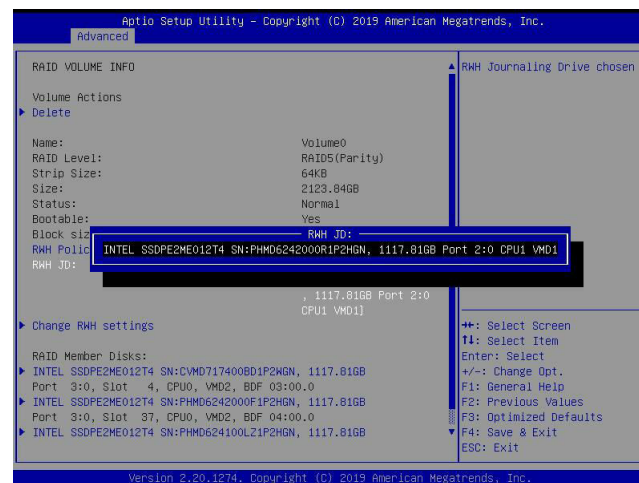 Aptio Setup Utility – Copyright (C) 2019 American Megatrends, Inc.
Advanced
RAID VOLUME INFO
Volume Actions
Delete
Name: Volume0
RAID Level: RAID5(Parity)
Strip Size: 64KB
Size: 2123.84GB
Status: Normal
Bootable: Yes
Block siz
RWH Polic
RWH JD:
RWH JD:
INTEL SSDPE2ME012T4 SN:PHMD6242000R1P2HGN, 1117.81GB Port 2:0 CPU1 VMD1
, 1117.81GB Port 2:0
CPU1 VMD1]
Change RWH settings
RAID Member Disks:
INTEL SSDPE2ME012T4 SN:CVMD717400BD1P2WGN, 1117.81GB
Port 3:0, Slot 4, CPU0, VMD2, BDF 03:00.0
INTEL SSDPE2ME012T4 SN:PHMD6242000F1P2HGN, 1117.81GB
Port 3:0, Slot 37, CPU0, VMD2, BDF 04:00.0
INTEL SSDPE2ME012T4 SN:PHMD624100LZ1P2HGN, 1117.81GB
RWH Journaling Drive chosen
→←: Select Screen
↑↓: Select Item
Enter: Select
+/-: Change Opt.
F1: General Help
F2: Previous Values
F3: Optimized Defaults
F4: Save & Exit
ESC: Exit
Version 2.20.1274. Copyright (C) 2019 American Megatrends, Inc.